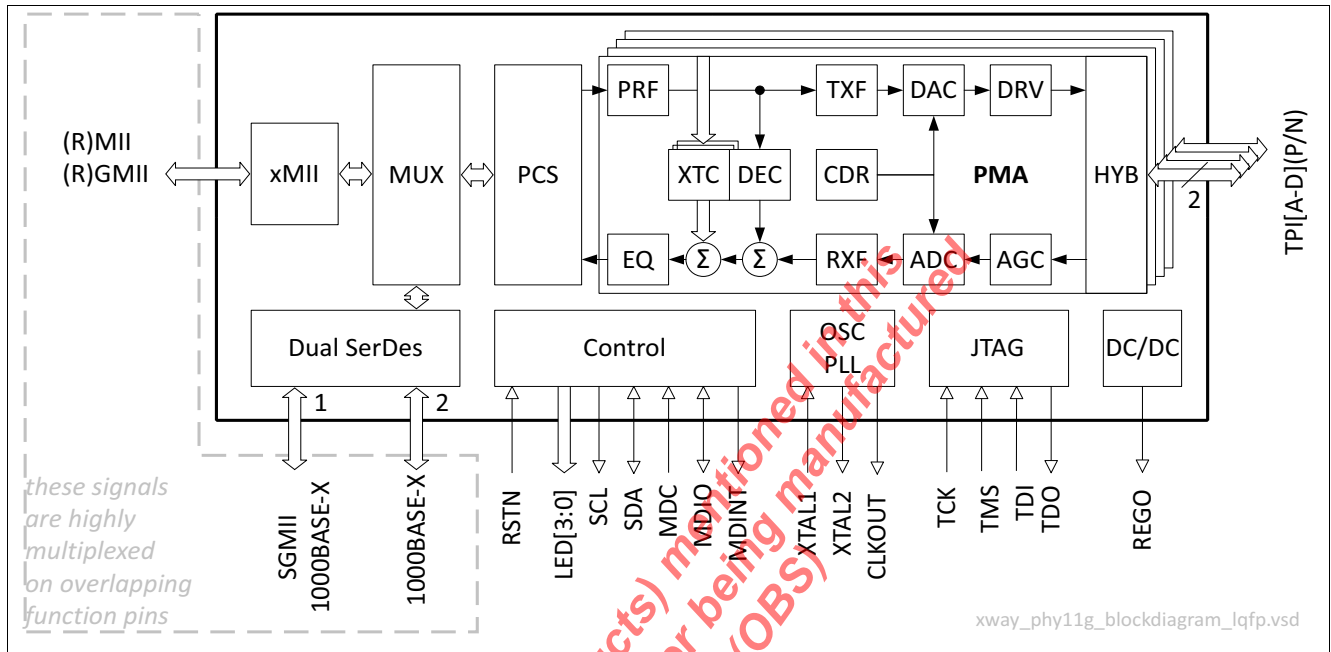 (R)MII
(R)GMII
xMII
MUX
PCS
PRF
TXF
DAC
DRV
XTC
DEC
CDR
PMA
HYB
2
TPI[A-D](P/N)
EQ
Σ
Σ
RXF
ADC
AGC
Dual SerDes
Control
OSC
PLL
JTAG
DC/DC
1
2
SGMII
1000BASE-X
1000BASE-X
RSTN
LED[3:0]
SCL
SDA
MDC
MDIO
MDINT
XTAL1
XTAL2
CLKOUT
TCK
TMS
TDI
TDO
REGO
these signals
are highly
multiplexed
on overlapping
function pins
mentioned in this
being manufactured
(OBS)
xway_phy11g_blockdiagram_lqfp.vsd